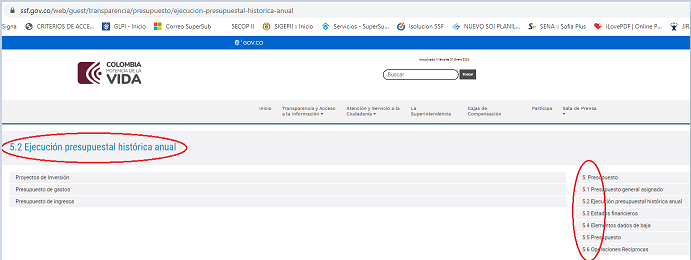 ssf.gov.co/web/guest/transparencia/presupuesto/ejecucion-presupuestal-historica-anual
Signa
CRITERIOS DE ACCE...
GLPI - Inicio
Correo SuperSub
SECOP II
SIGEPII - Inicio
Servicios - SuperSu...
Isolucion SSF
NUEVO SOI PLANIL...
SENA :: Sofia Plus
iLovePDF | Online P...
JIRA
GOV.CO
COLOMBIA
POTENCIA DE LA
VIDA
Buscar
Buscar
Inicio
Transparencia y Acceso
a la información
Atención y Servicio a la
Ciudadanía
La
Superintendencia
Cajas de
Compensación
Participa
Sala de Prensa
5.2 Ejecución presupuestal histórica anual
Proyectos de Inversión
Presupuesto de gastos
Presupuesto de ingresos
5. Presupuesto
5.1 Presupuesto general asignado
5.2 Ejecución presupuestal histórica anual
5.3 Estados financieros
5.4 Elementos dados de baja
5.5 Presupuesto
5.6 Operaciones Reciprocas